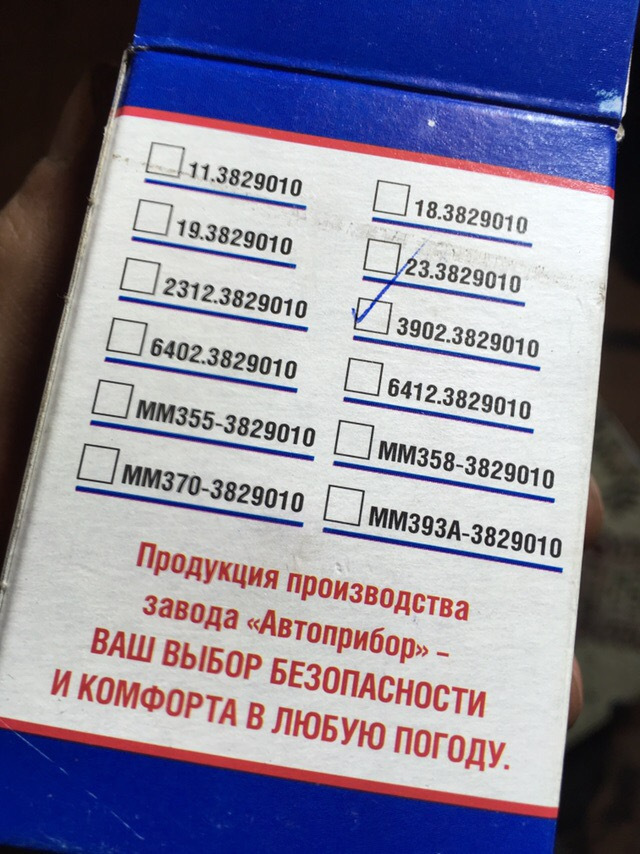 11.3829010
18.3829010
19.3829010
23.3829010
2312.3829010
3902.3829010
6402.3829010
6412.3829010
ММ355-3829010
ММ358-3829010
ММ370-3829010
ММ393А-3829010
Продукция производства
завода «Автоприбор» –
ВАШ ВЫБОР БЕЗОПАСНОСТИ
И КОМФОРТА В ЛЮБУЮ ПОГОДУ.